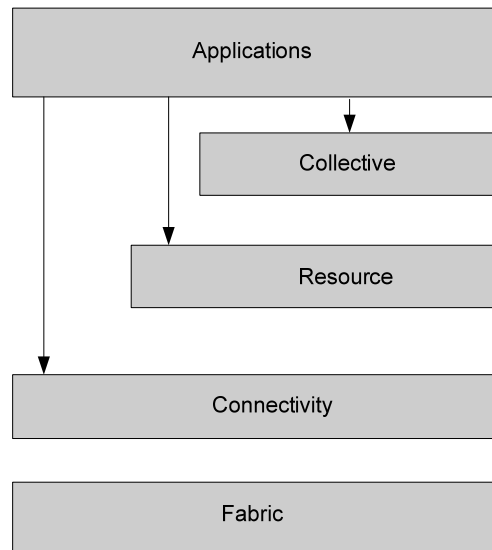 Applications
Collective
Resource
Connectivity
Fabric